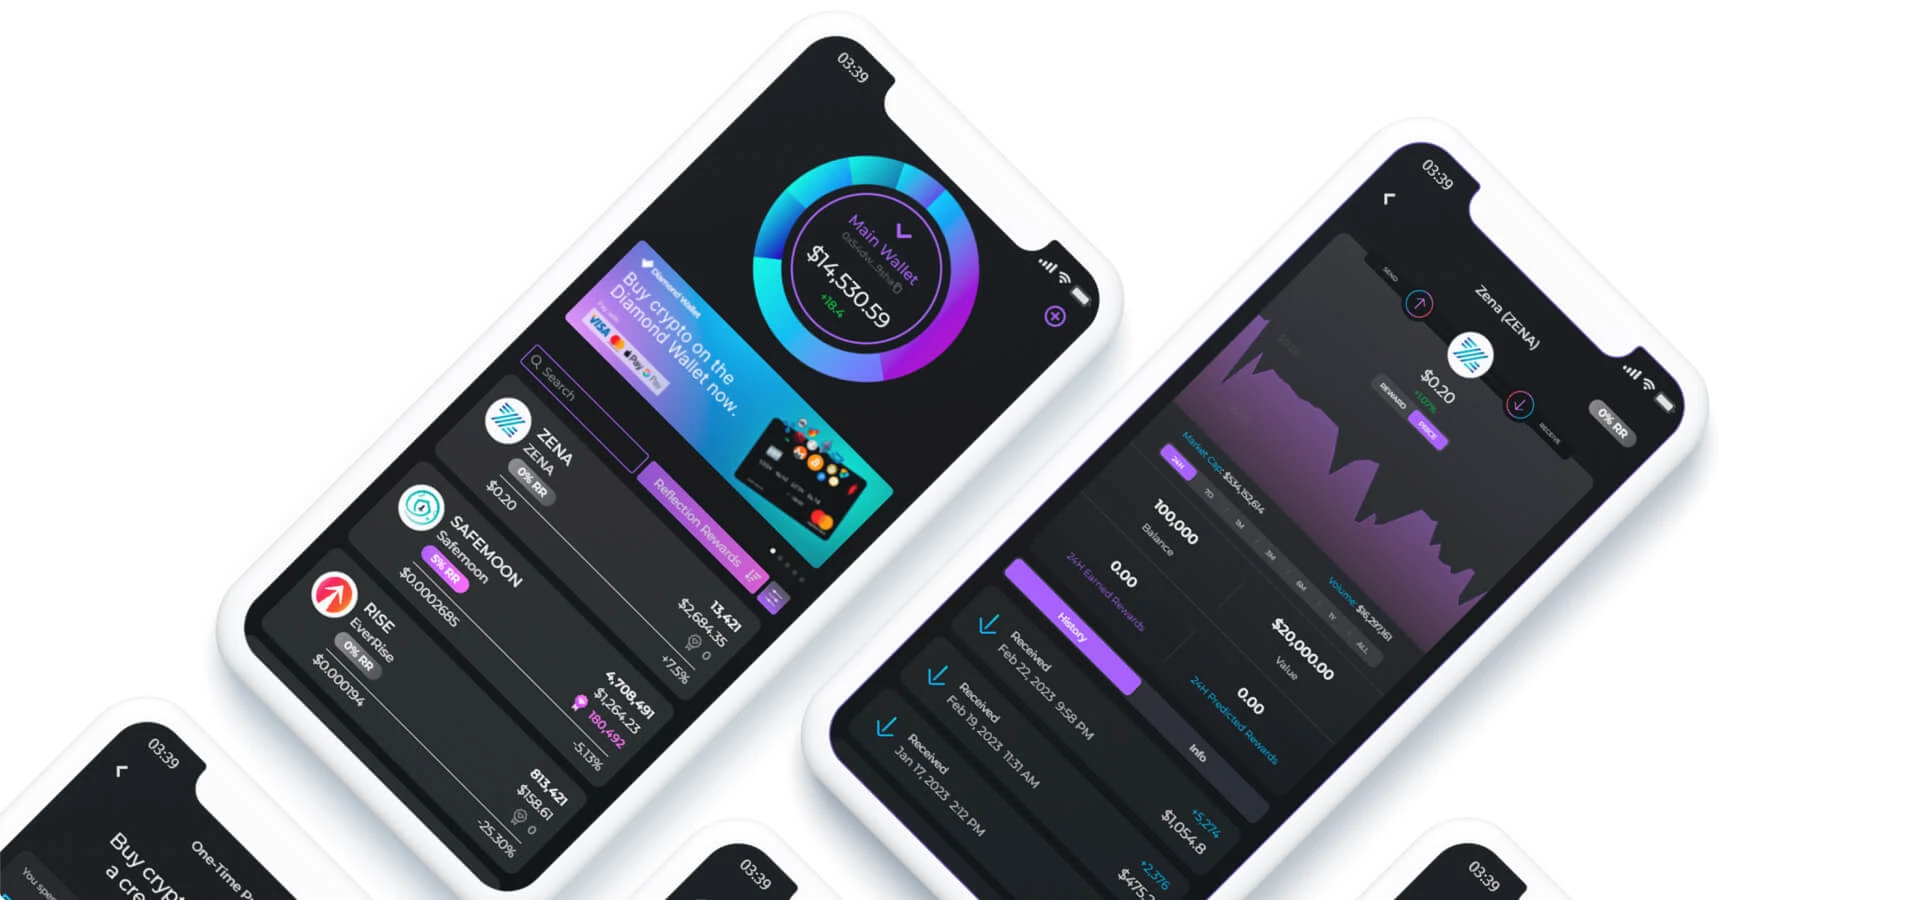 03:39
Main Wallet
$14,530.59
+18.4
Diamond Wallet
Buy crypto on the
Diamond Wallet now.
Pay with
VISA
Pay
G Pay
Search
Reflection Rewards
ZENA
ZENA
0% RR
$0.20
13,421
$2,684.35
0
+7.5%
SAFEMOON
Safemoon
5% RR
$0.0002685
4,708,491
$1,264.23
180,492
-5.13%
RISE
EverRise
0% RR
$0.000194
813,421
$158.61
0
-25.30%
03:39
Zena (ZENA)
0% RR
SEND
RECEIVE
$0.20
+1.07%
REWARD
PRICE
Market Cap: $534,152,614
Volume: $16,297,161
24H
7D
1M
3M
6M
1Y
ALL
100,000
Balance
$20,000.00
Value
0.00
24H Earned Rewards
0.00
24H Predicted Rewards
History
Info
Received
Feb 22, 2023 9:58 PM
+5,274
$1,054.8
Received
Feb 19, 2023 11:31 AM
+2,376
$475.2
Received
Jan 17, 2023 2:12 PM
03:39
One-Time P
Buy crypt
a cre
You spe
03:39
03:39